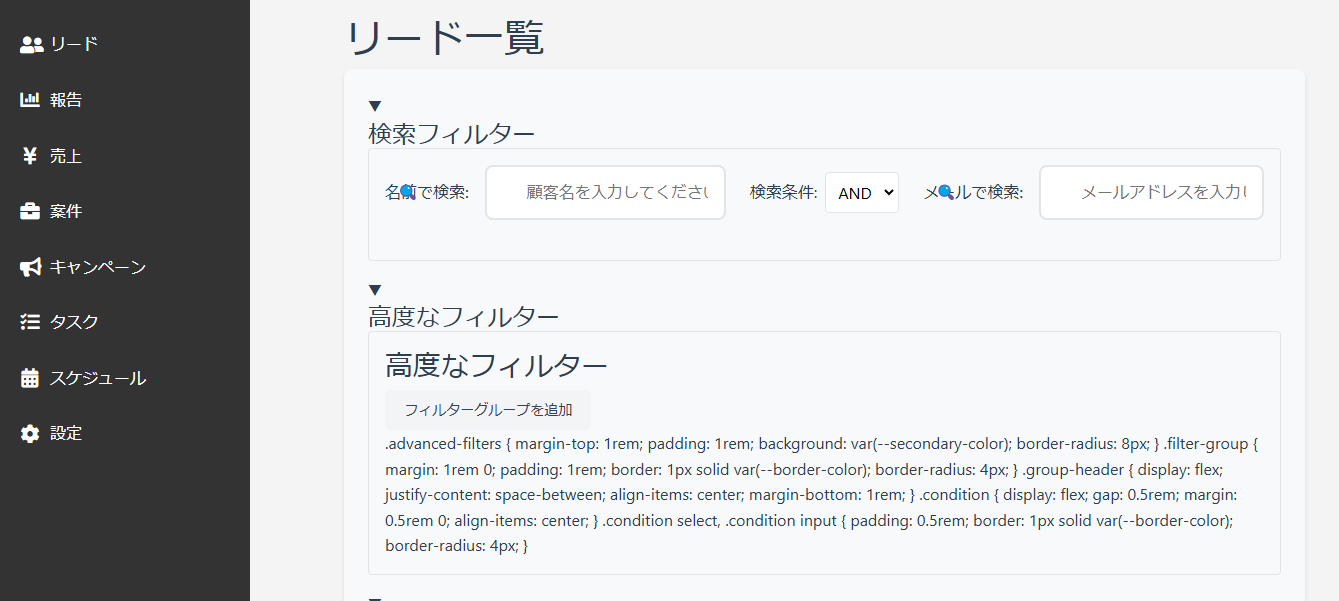 リード
報告
売上
案件
キャンペーン
タスク
スケジュール
設定
リード一覧
検索フィルター
名前で検索: 顧客名を入力してください 検索条件: AND メールで検索: メールアドレスを入力し
高度なフィルター
高度なフィルター
フィルターグループを追加
.advanced-filters { margin-top: 1rem; padding: 1rem; background: var(--secondary-color); border-radius: 8px; } .filter-group {
margin: 1rem 0; padding: 1rem; border: 1px solid var(--border-color); border-radius: 4px; } .group-header { display: flex;
justify-content: space-between; align-items: center; margin-bottom: 1rem; } .condition { display: flex; gap: 0.5rem; margin:
0.5rem 0; align-items: center; } .condition select, .condition input { padding: 0.5rem; border: 1px solid var(--border-color);
border-radius: 4px; }